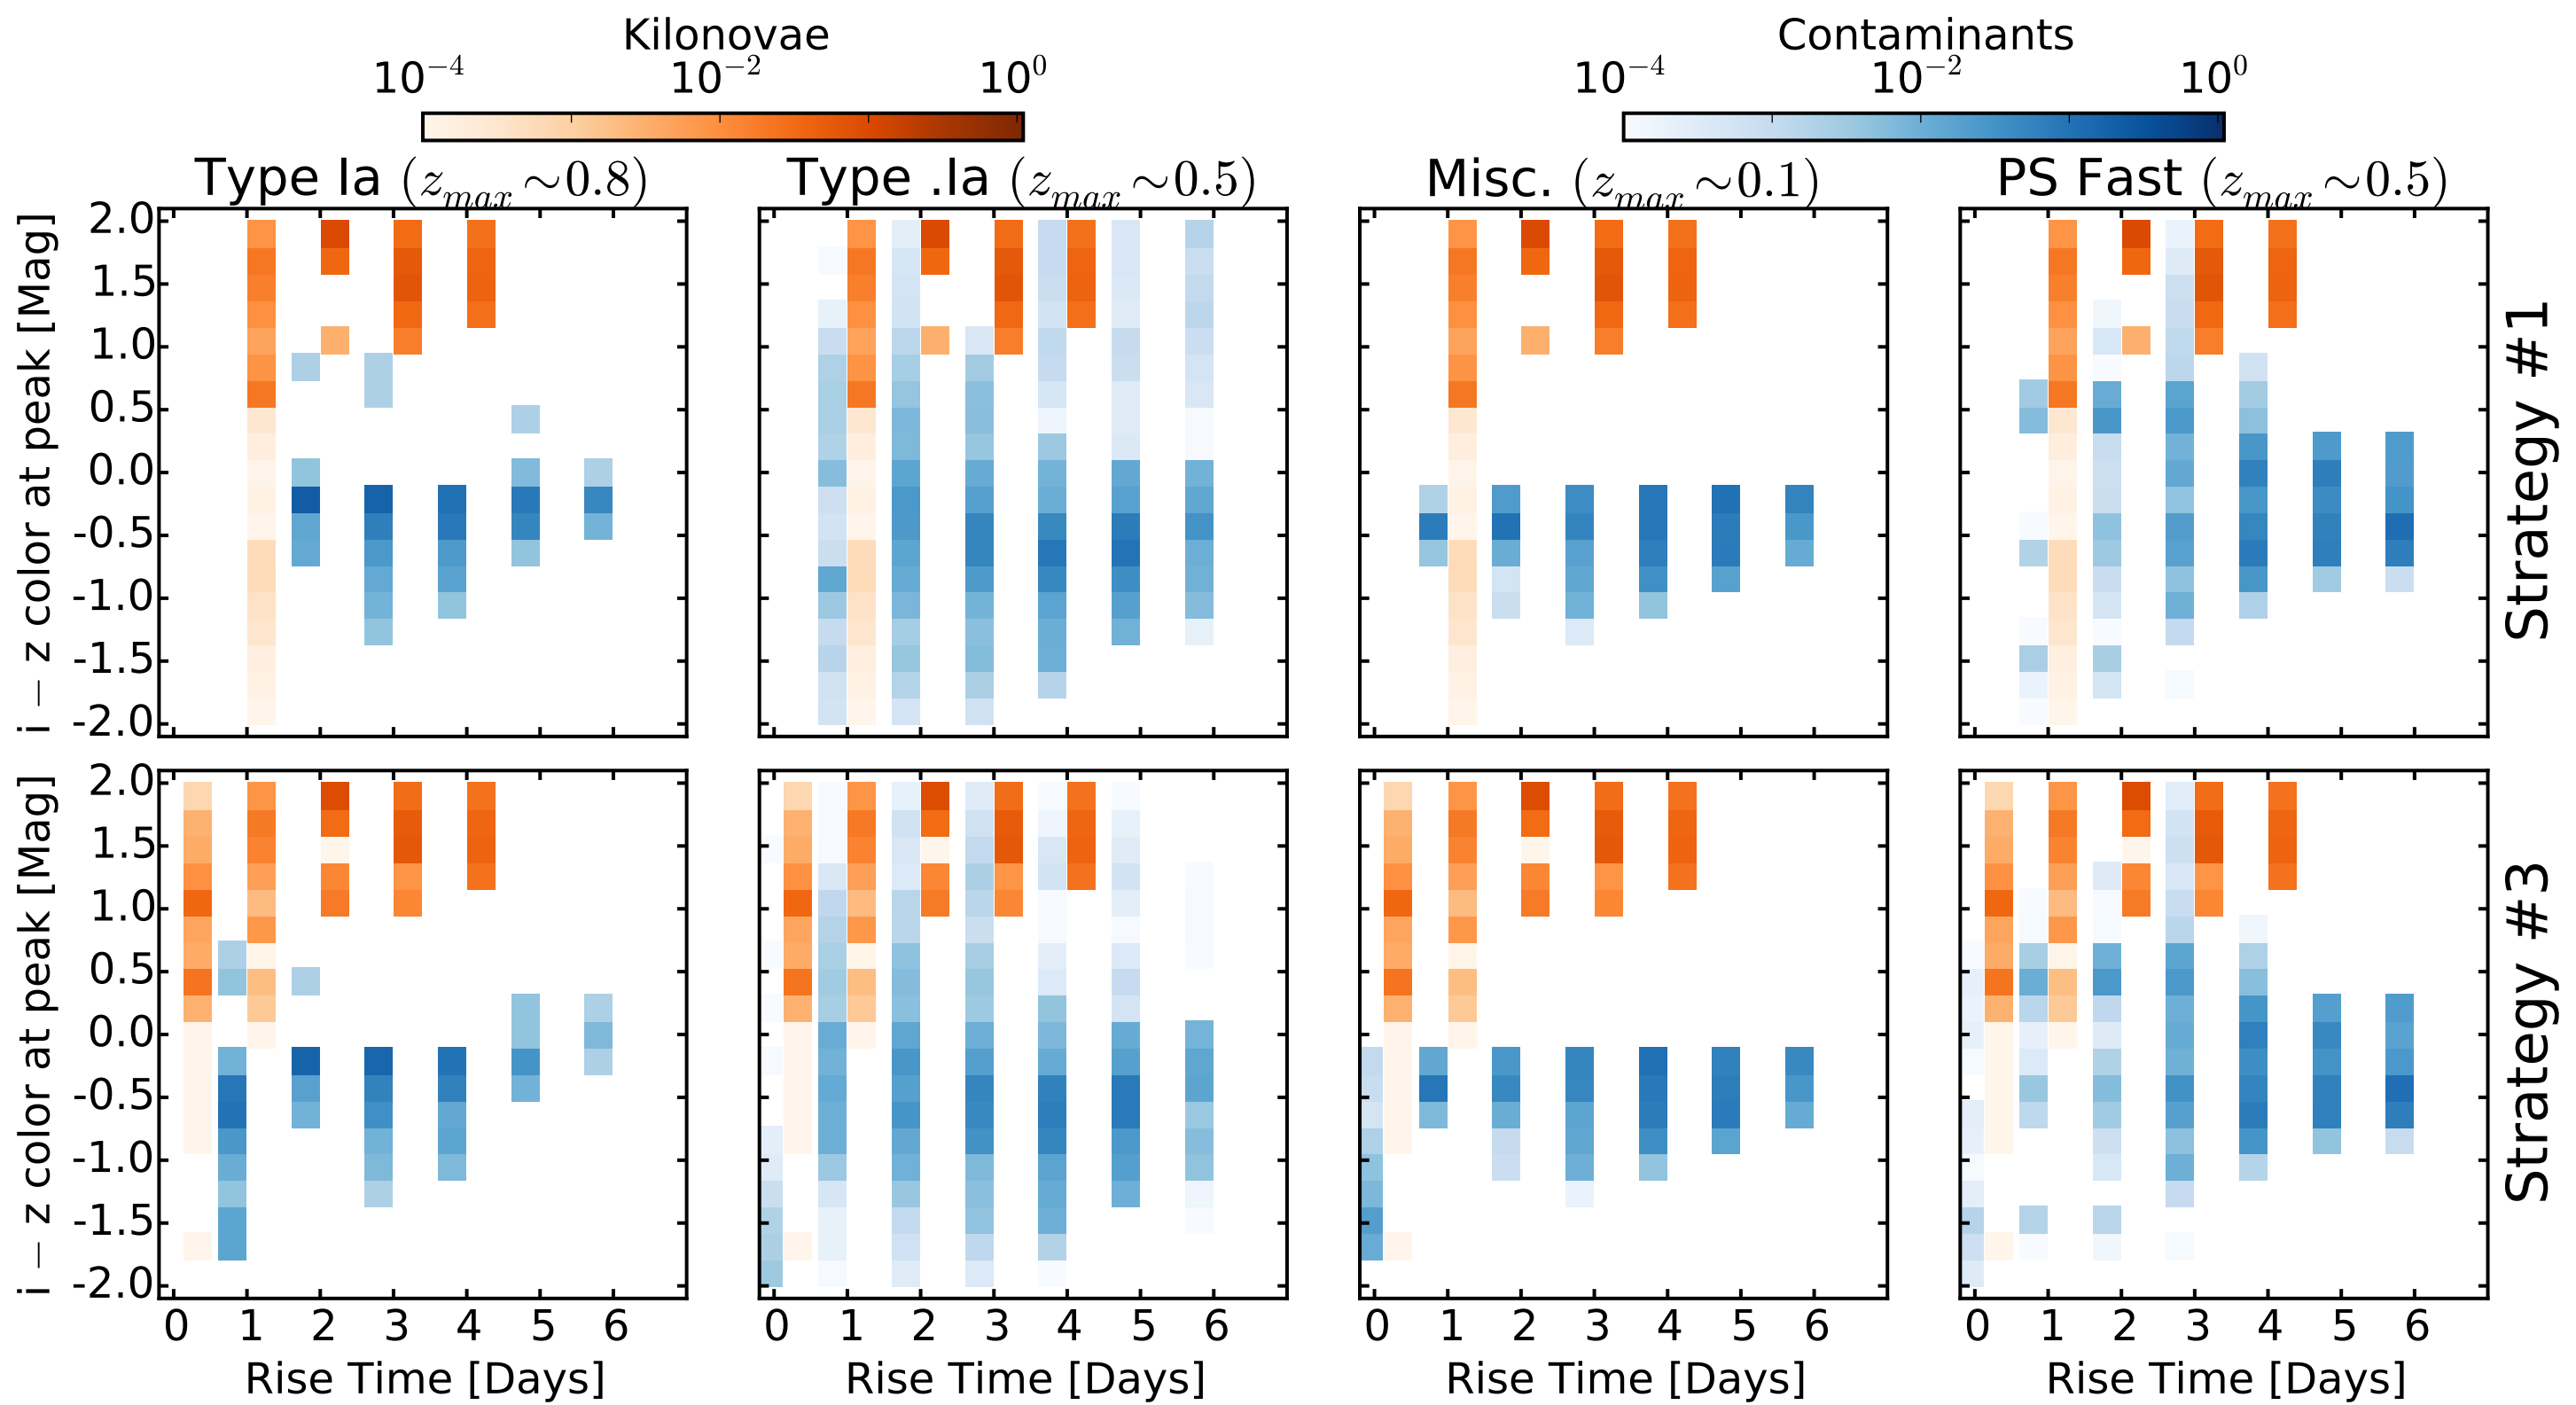 Kilonovae
Contaminants
10⁻⁴ 10⁻² 10⁰
10⁻⁴ 10⁻² 10⁰
Type Ia (z_max ~0.8)
Type .Ia (z_max ~0.5)
Misc. (z_max ~0.1)
PS Fast (z_max ~0.5)
i − z color at peak [Mag]
2.0
1.5
1.0
0.5
0.0
-0.5
-1.0
-1.5
-2.0
Strategy #1
i − z color at peak [Mag]
2.0
1.5
1.0
0.5
0.0
-0.5
-1.0
-1.5
-2.0
Strategy #3
0 1 2 3 4 5 6
0 1 2 3 4 5 6
0 1 2 3 4 5 6
0 1 2 3 4 5 6
Rise Time [Days]
Rise Time [Days]
Rise Time [Days]
Rise Time [Days]